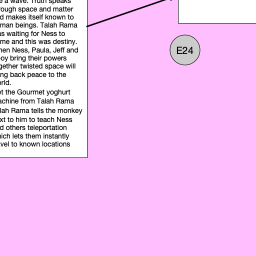 a wave. Truth speaks
rough space and matter
d makes itself known to
man beings. Talah Rama
s waiting for Ness to
me and this was destiny.
hen Ness, Paula, Jeff and
oy bring their powers
gether twisted space will
ng back peace to the
rld.
t the Gourmet yoghurt
achine from Talah Rama
lah Rama tells the monkey
xt to him to teach Ness
d others teleportation
ich lets them instantly
vel to known locations
E24